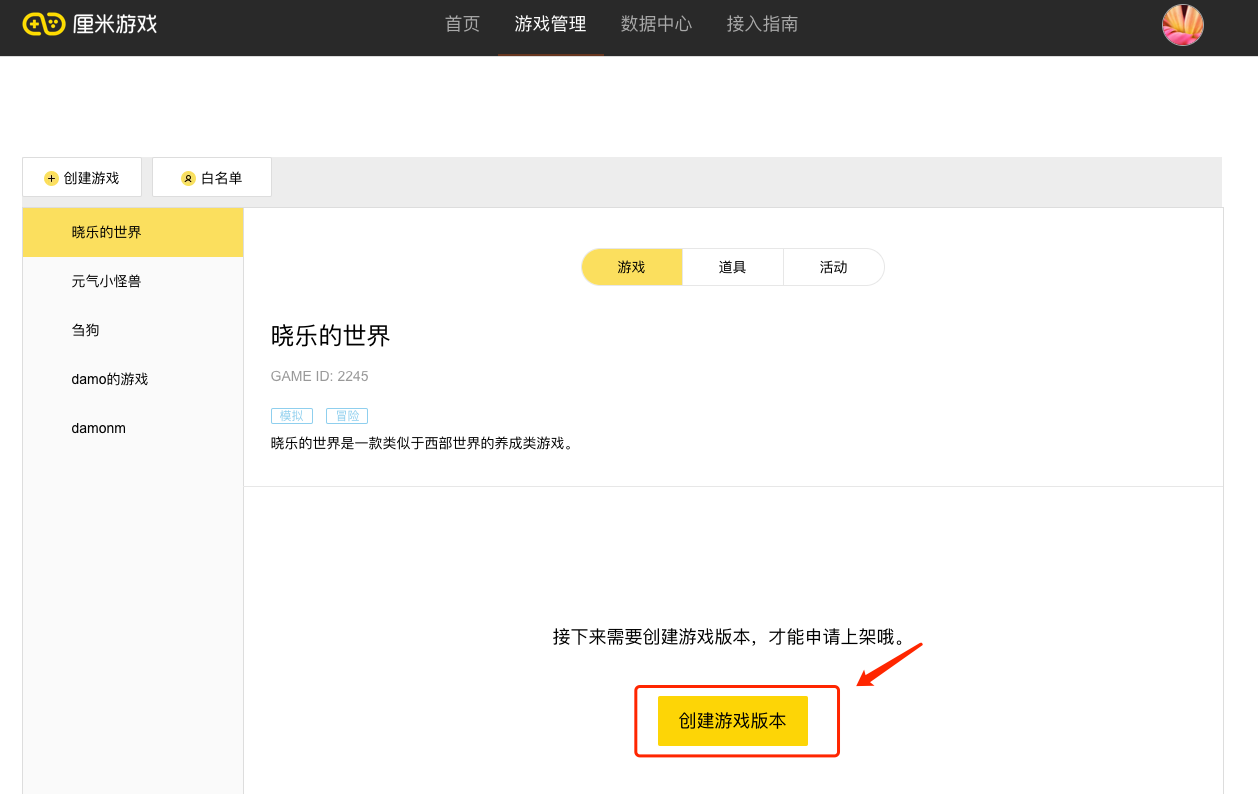 厘米游戏
首页 游戏管理 数据中心 接入指南
创建游戏 白名单
晓乐的世界
元气小怪兽
刍狗
damo的游戏
damonm
游戏 道具 活动
晓乐的世界
GAME ID: 2245
模拟 冒险
晓乐的世界是一款类似于西部世界的养成类游戏。
接下来需要创建游戏版本，才能申请上架哦。
创建游戏版本